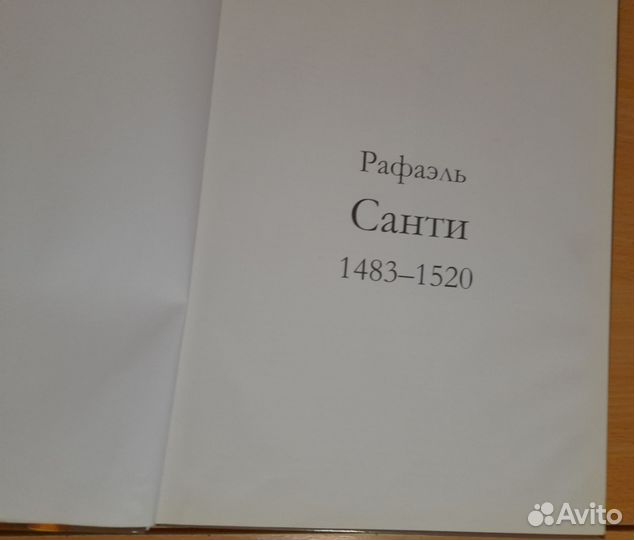 Рафаэль
Санти
1483–1520
Avito